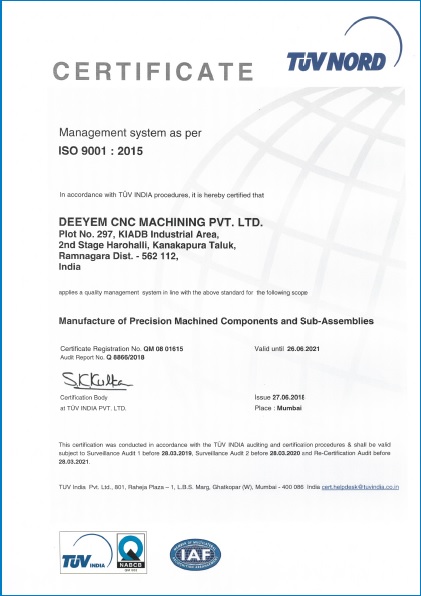 TÜVNORD
CERTIFICATE
Management system as per
ISO 9001 : 2015
In accordance with TÜV INDIA procedures, it is hereby certified that
DEEYEM CNC MACHINING PVT. LTD.
Plot No. 297, KIADB Industrial Area,
2nd Stage Harohalli, Kanakapura Taluk,
Ramnagara Dist. - 562 112,
India
applies a quality management system in line with the above standard for the following scope
Manufacture of Precision Machined Components and Sub-Assemblies
Certificate Registration No. QM 08 01615
Valid until 26.06.2021
Audit Report No. Q 6866/2018
S.K.Kulka
Certification Body
Issue 27.06.2018
at TÜV INDIA PVT. LTD.
Place : Mumbai
This certification was conducted in accordance with the TÜV INDIA auditing and certification procedures & shall be valid
subject to Surveillance Audit 1 before 28.03.2019, Surveillance Audit 2 before 28.03.2020 and Re-Certification Audit before
28.03.2021.
TUV India Pvt. Ltd., 801, Raheja Plaza – 1, L.B.S. Marg, Ghatkopar (W), Mumbai - 400 086 India cert.helpdesk@tuvindia.co.in
TÜV INDIA
NABCB
IAF